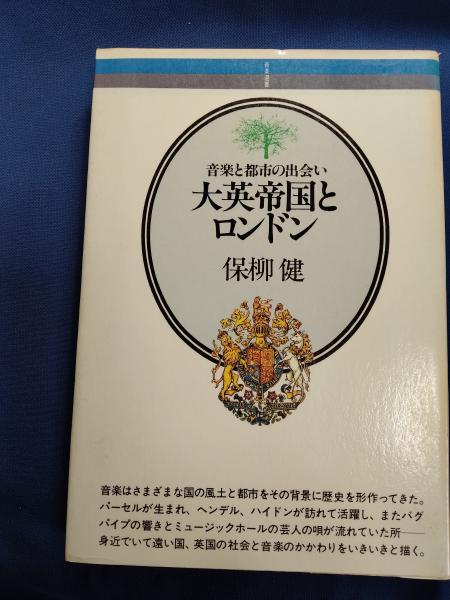 音楽選書
音楽と都市の出会い
大英帝国と
ロンドン
保柳 健
音楽はさまざまな国の風土と都市をその背景に歴史を形作ってきた。
パーセルが生まれ、ヘンデル、ハイドンが訪れて活躍し、またバグ
パイプの響きとミュージックホールの芸人の唄が流れていた所——
身近でいて遠い国、英国の社会と音楽のかかわりをいきいきと描く。